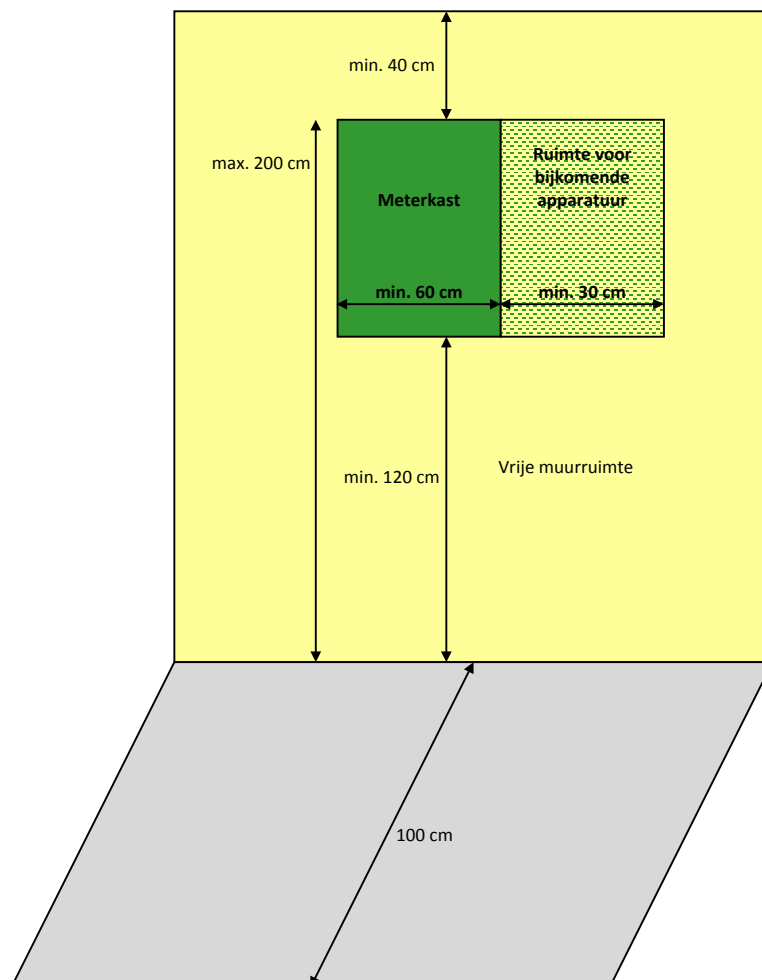 min. 40 cm
max. 200 cm
Meterkast
Ruimte voor
bijkomende
apparatuur
min. 60 cm
min. 30 cm
min. 120 cm
Vrije muurruimte
100 cm